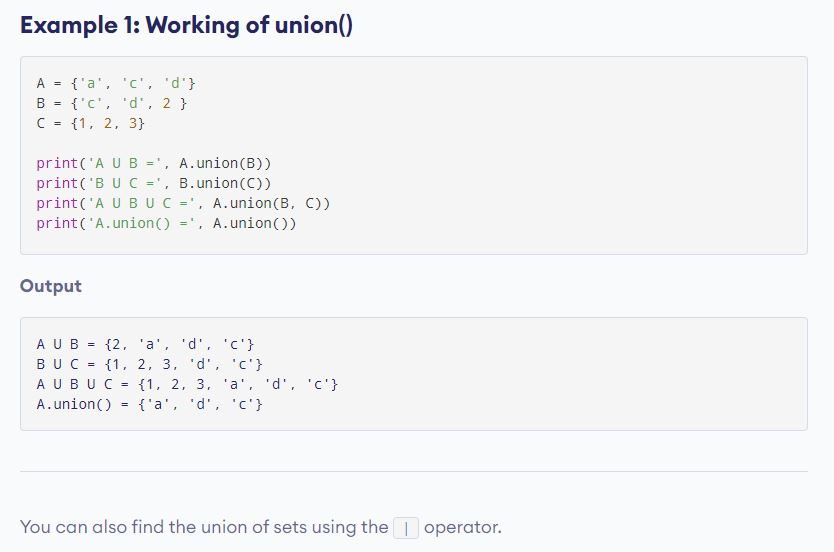 Example 1: Working of union()
A = {'a', 'c', 'd'}
B = {'c', 'd', 2 }
C = {1, 2, 3}
print('A U B =', A.union(B))
print('B U C =', B.union(C))
print('A U B U C =', A.union(B, C))
print('A.union() =', A.union())
Output
A U B = {2, 'a', 'd', 'c'}
B U C = {1, 2, 3, 'd', 'c'}
A U B U C = {1, 2, 3, 'a', 'd', 'c'}
A.union() = {'a', 'd', 'c'}
You can also find the union of sets using the | operator.